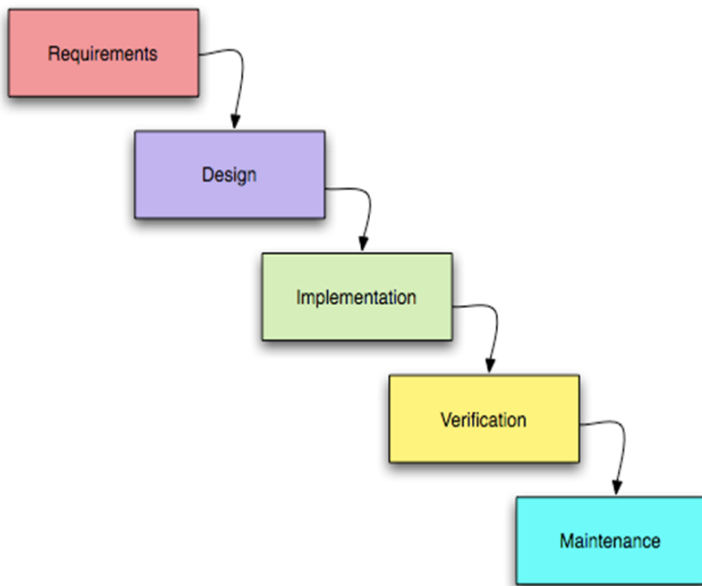 Requirements
Design
Implementation
Verification
Maintenance